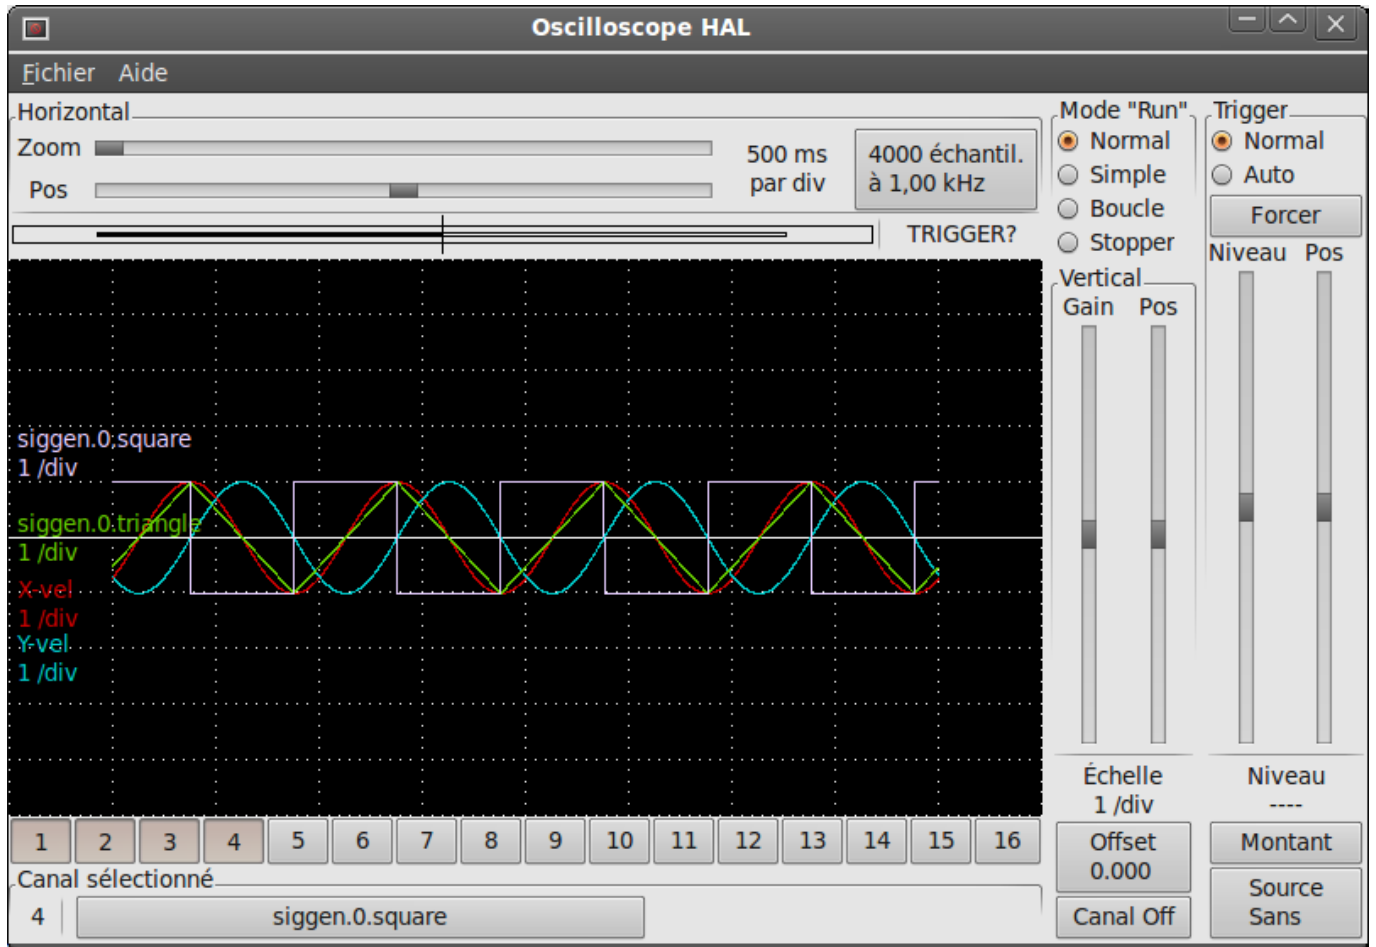 Oscilloscope HAL
Fichier Aide
Horizontal
Zoom
Pos
500 ms
par div
4000 échantil.
à 1,00 kHz
TRIGGER?
Mode "Run"
Normal
Simple
Boucle
Stopper
Trigger
Normal
Auto
Forcer
Niveau Pos
Vertical
Gain Pos
siggen.0.square
1 /div
siggen.0.triangle
1 /div
X-vel
1 /div
Y-vel
1 /div
Échelle
1 /div
Offset
0.000
Canal Off
Niveau
----
Montant
Source
Sans
1 2 3 4 5 6 7 8 9 10 11 12 13 14 15 16
Canal sélectionné
4 siggen.0.square